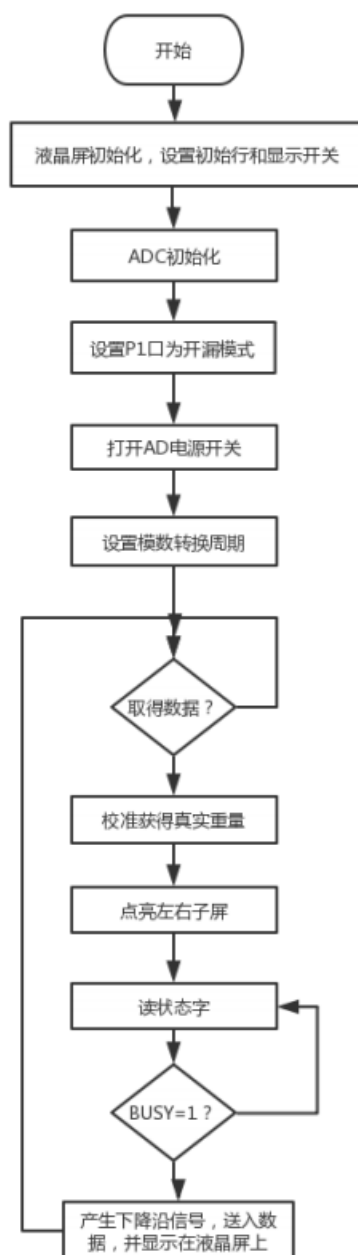 开始
液晶屏初始化，设置初始行和显示开关
ADC初始化
设置P1口为开漏模式
打开AD电源开关
设置模数转换周期
取得数据？
校准获得真实重量
点亮左右子屏
读状态字
BUSY=1？
产生下降沿信号，送入数
据，并显示在液晶屏上